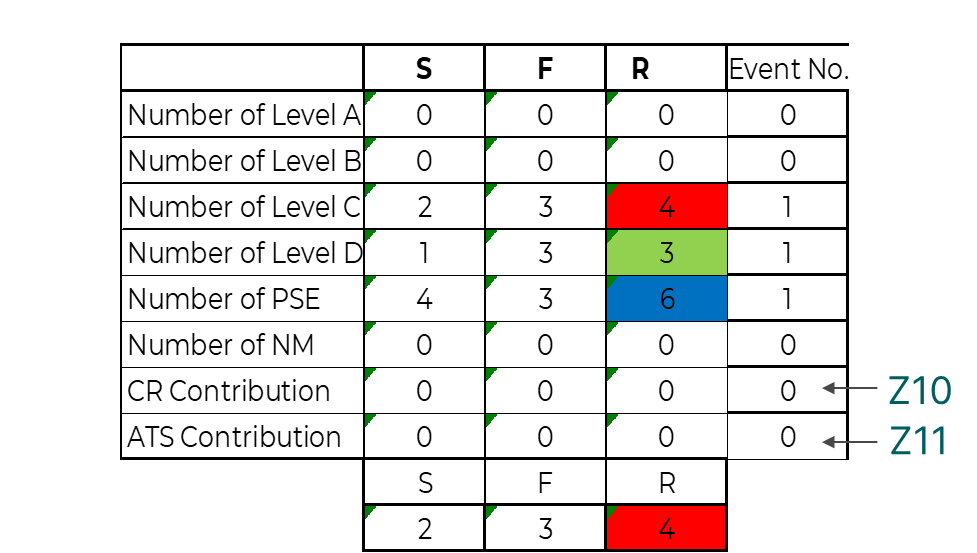 S F R Event No.
Number of Level A 0 0 0 0
Number of Level B 0 0 0 0
Number of Level C 2 3 4 1
Number of Level D 1 3 3 1
Number of PSE 4 3 6 1
Number of NM 0 0 0 0
CR Contribution 0 0 0 0 Z10
ATS Contribution 0 0 0 0 Z11
S F R
2 3 4